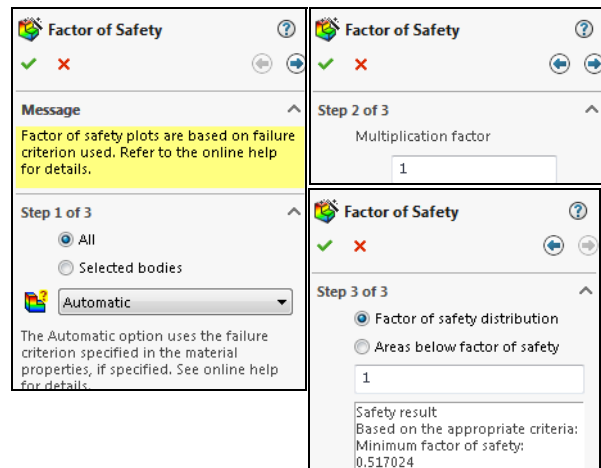 Factor of Safety
Message
Factor of safety plots are based on failure
criterion used. Refer to the online help
for details.
Step 1 of 3
All
Selected bodies
Automatic
The Automatic option uses the failure
criterion specified in the material
properties, if specified. See online help
for details.
Factor of Safety
Step 2 of 3
Multiplication factor
1
Factor of Safety
Step 3 of 3
Factor of safety distribution
Areas below factor of safety
1
Safety result
Based on the appropriate criteria:
Minimum factor of safety:
0.517024